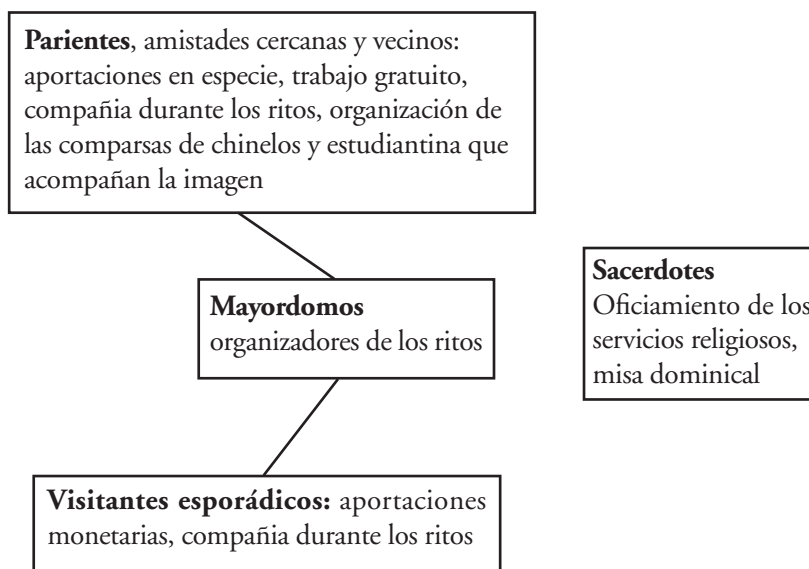 Parientes, amistades cercanas y vecinos:
aportaciones en especie, trabajo gratuito,
compañia durante los ritos, organización de
las comparsas de chinelos y estudiantina que
acompañan la imagen
Mayordomos
organizadores de los ritos
Sacerdotes
Oficiamiento de los
servicios religiosos,
misa dominical
Visitantes esporádicos: aportaciones
monetarias, compañia durante los ritos